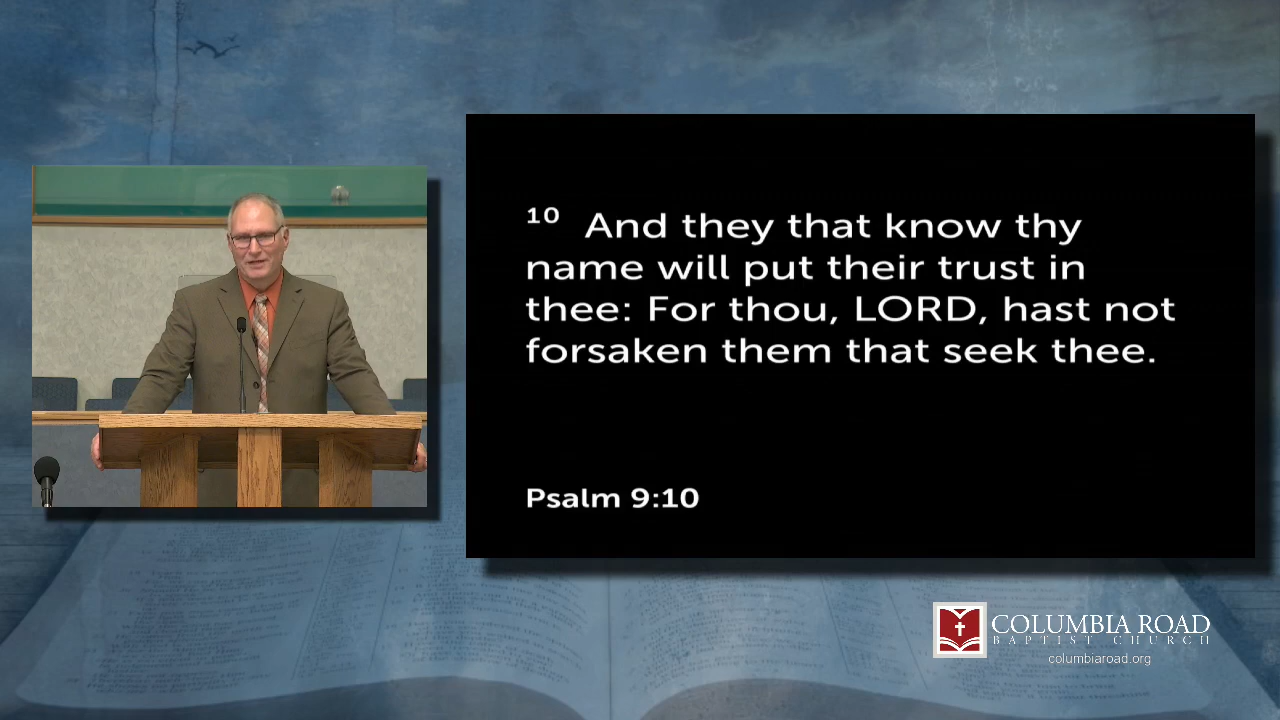 10 And they that know thy
name will put their trust in
thee: For thou, LORD, hast not
forsaken them that seek thee.
Psalm 9:10
COLUMBIA ROAD
BAPTIST CHURCH
columbiaroad.org